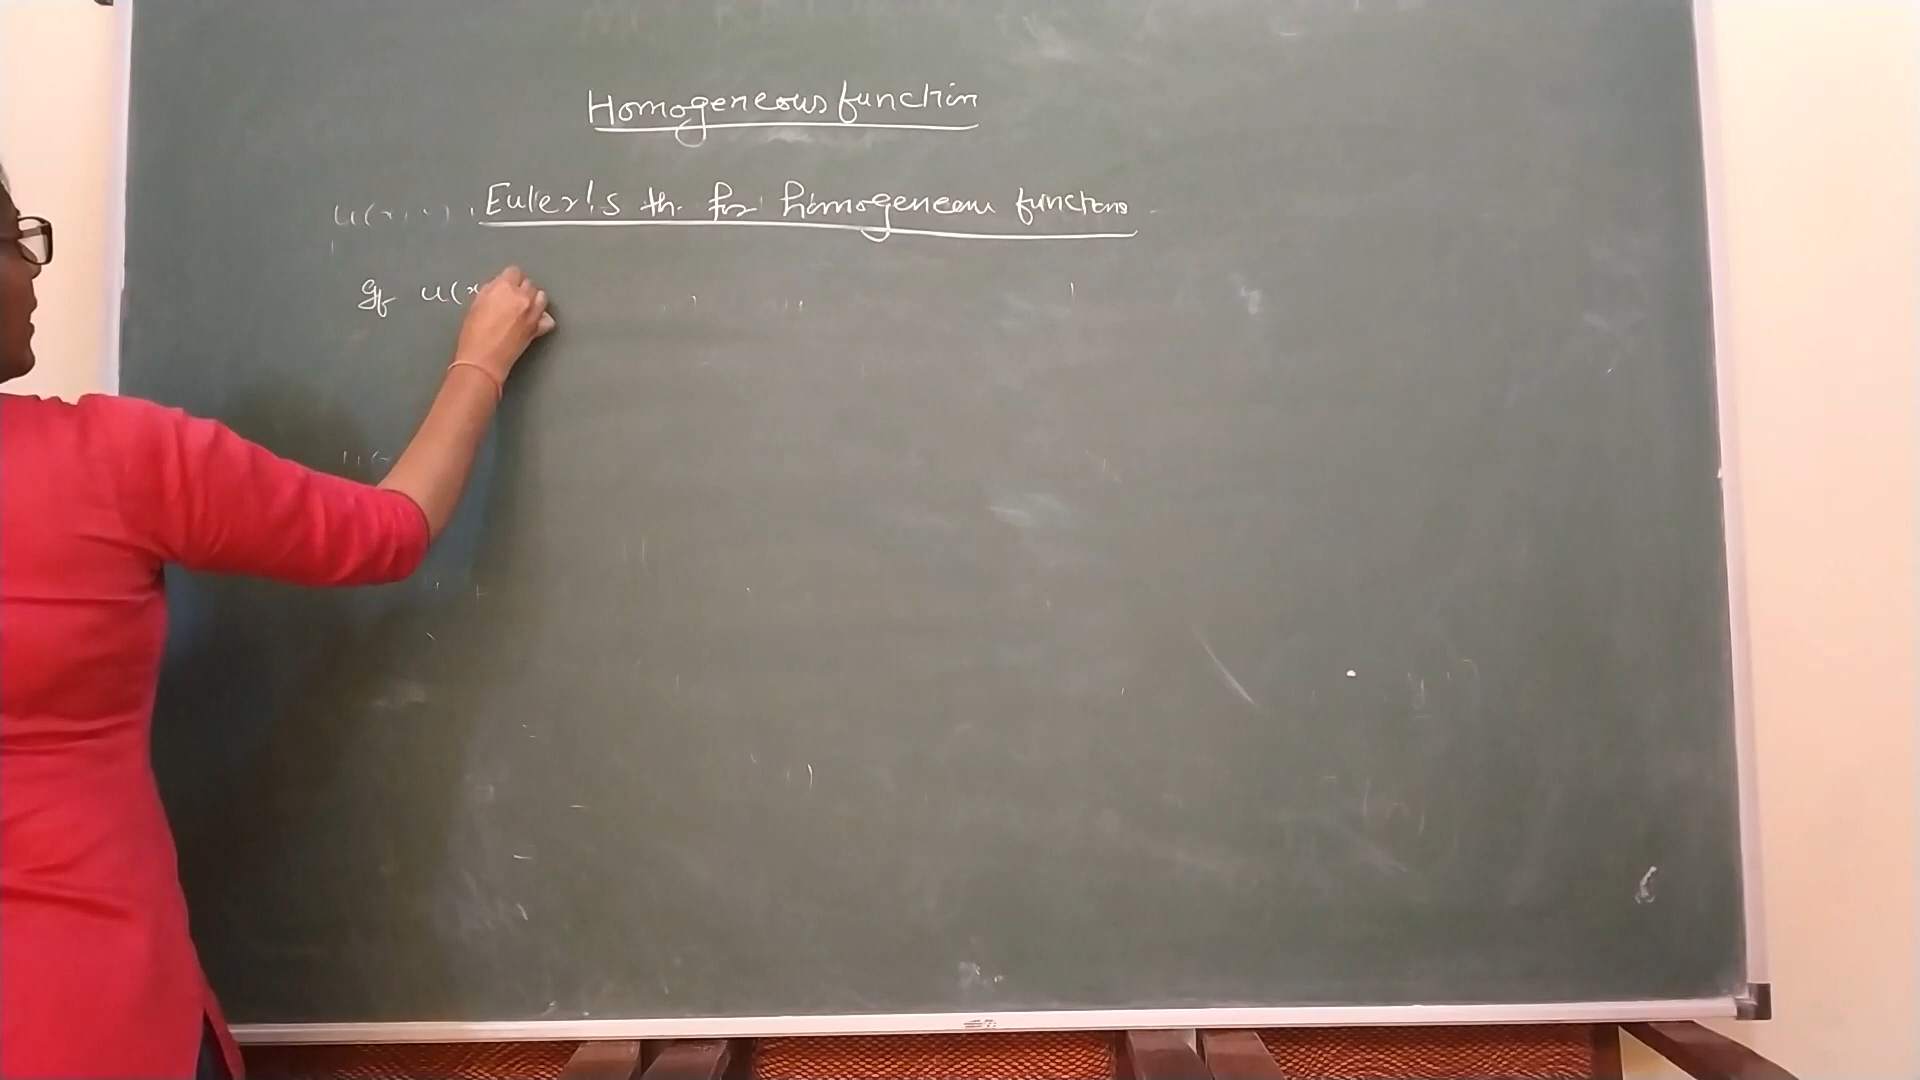 Homogeneous function
Euler's th. for homogeneous functions
If u(x